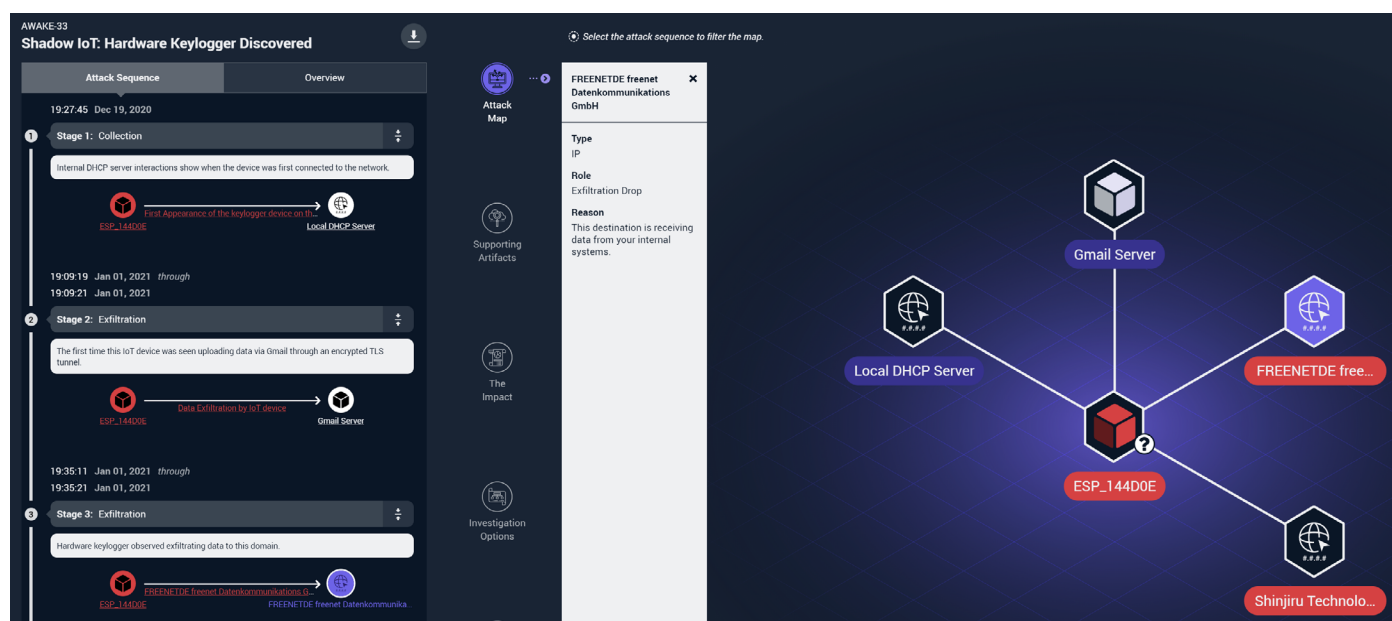 AWAKE-33
Shadow IoT: Hardware Keylogger Discovered
Attack Sequence
Overview
19:27.45 Dec 19, 2020
1
Stage 1: Collection
Internal DHCP server interactions show when the device was first connected to the network.
First Appearance of the keylogger device on th...
ESP_144D0E
Local DHCP Server
19:09:19 Jan 01, 2021 through
19:09:21 Jan 01, 2021
2
Stage 2: Exfiltration
The first time this IoT device was seen uploading data via Gmail through an encrypted TLS
tunnel.
Data Exfiltration by IoT device
ESP_144D0E
Gmail Server
19:35:11 Jan 01, 2021 through
19:35:21 Jan 01, 2021
3
Stage 3: Exfiltration
Hardware keylogger observed exfiltrating data to this domain.
FREENETDE freenet Datenkommunikations G...
ESP_144D0E
FREENETDE freenet Datenkommunika...
Attack
Map
Supporting
Artifacts
The
Impact
Investigation
Options
Select the attack sequence to filter the map.
FREENETDE freenet
Datenkommunikations
GmbH
Type
IP
Role
Exfiltration Drop
Reason
This destination is receiving
data from your internal
systems.
Gmail Server
#.#.#.#
Local DHCP Server
#.#.#.#
FREENETDE free...
?
ESP_144D0E
#.#.#.#
Shinjiru Technolo...